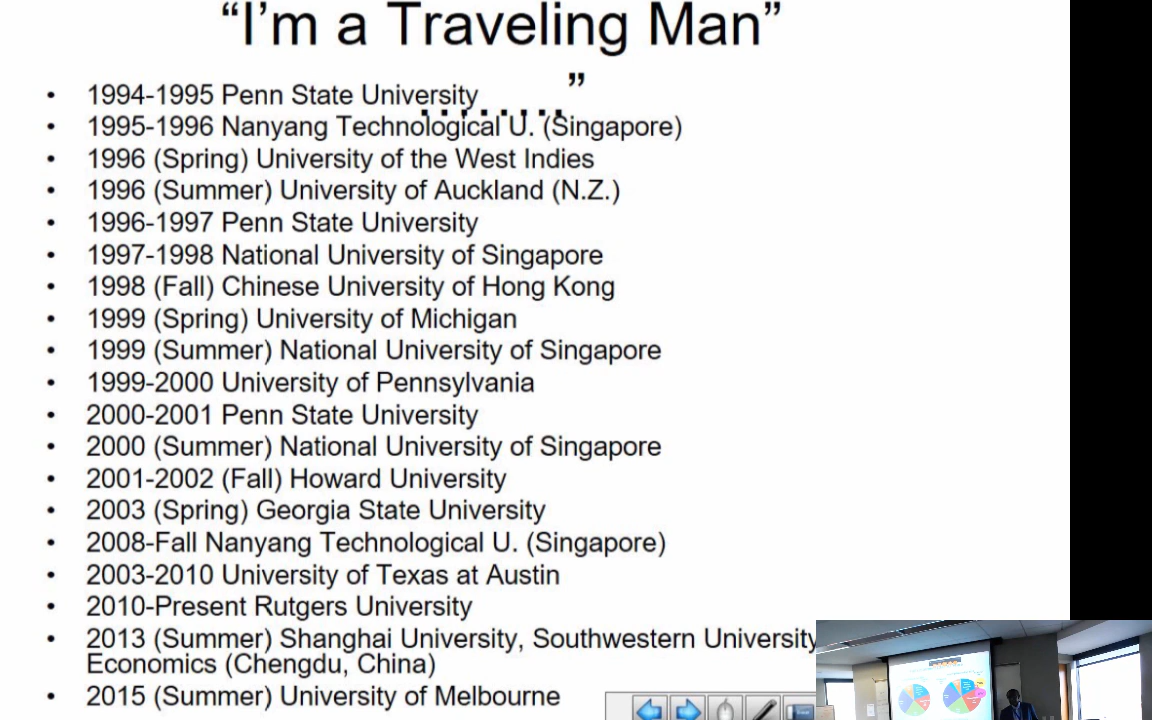 “I’m a Traveling Man”
........”
• 1994-1995 Penn State University
• 1995-1996 Nanyang Technological U. (Singapore)
• 1996 (Spring) University of the West Indies
• 1996 (Summer) University of Auckland (N.Z.)
• 1996-1997 Penn State University
• 1997-1998 National University of Singapore
• 1998 (Fall) Chinese University of Hong Kong
• 1999 (Spring) University of Michigan
• 1999 (Summer) National University of Singapore
• 1999-2000 University of Pennsylvania
• 2000-2001 Penn State University
• 2000 (Summer) National University of Singapore
• 2001-2002 (Fall) Howard University
• 2003 (Spring) Georgia State University
• 2008-Fall Nanyang Technological U. (Singapore)
• 2003-2010 University of Texas at Austin
• 2010-Present Rutgers University
• 2013 (Summer) Shanghai University, Southwestern University
Economics (Chengdu, China)
• 2015 (Summer) University of Melbourne